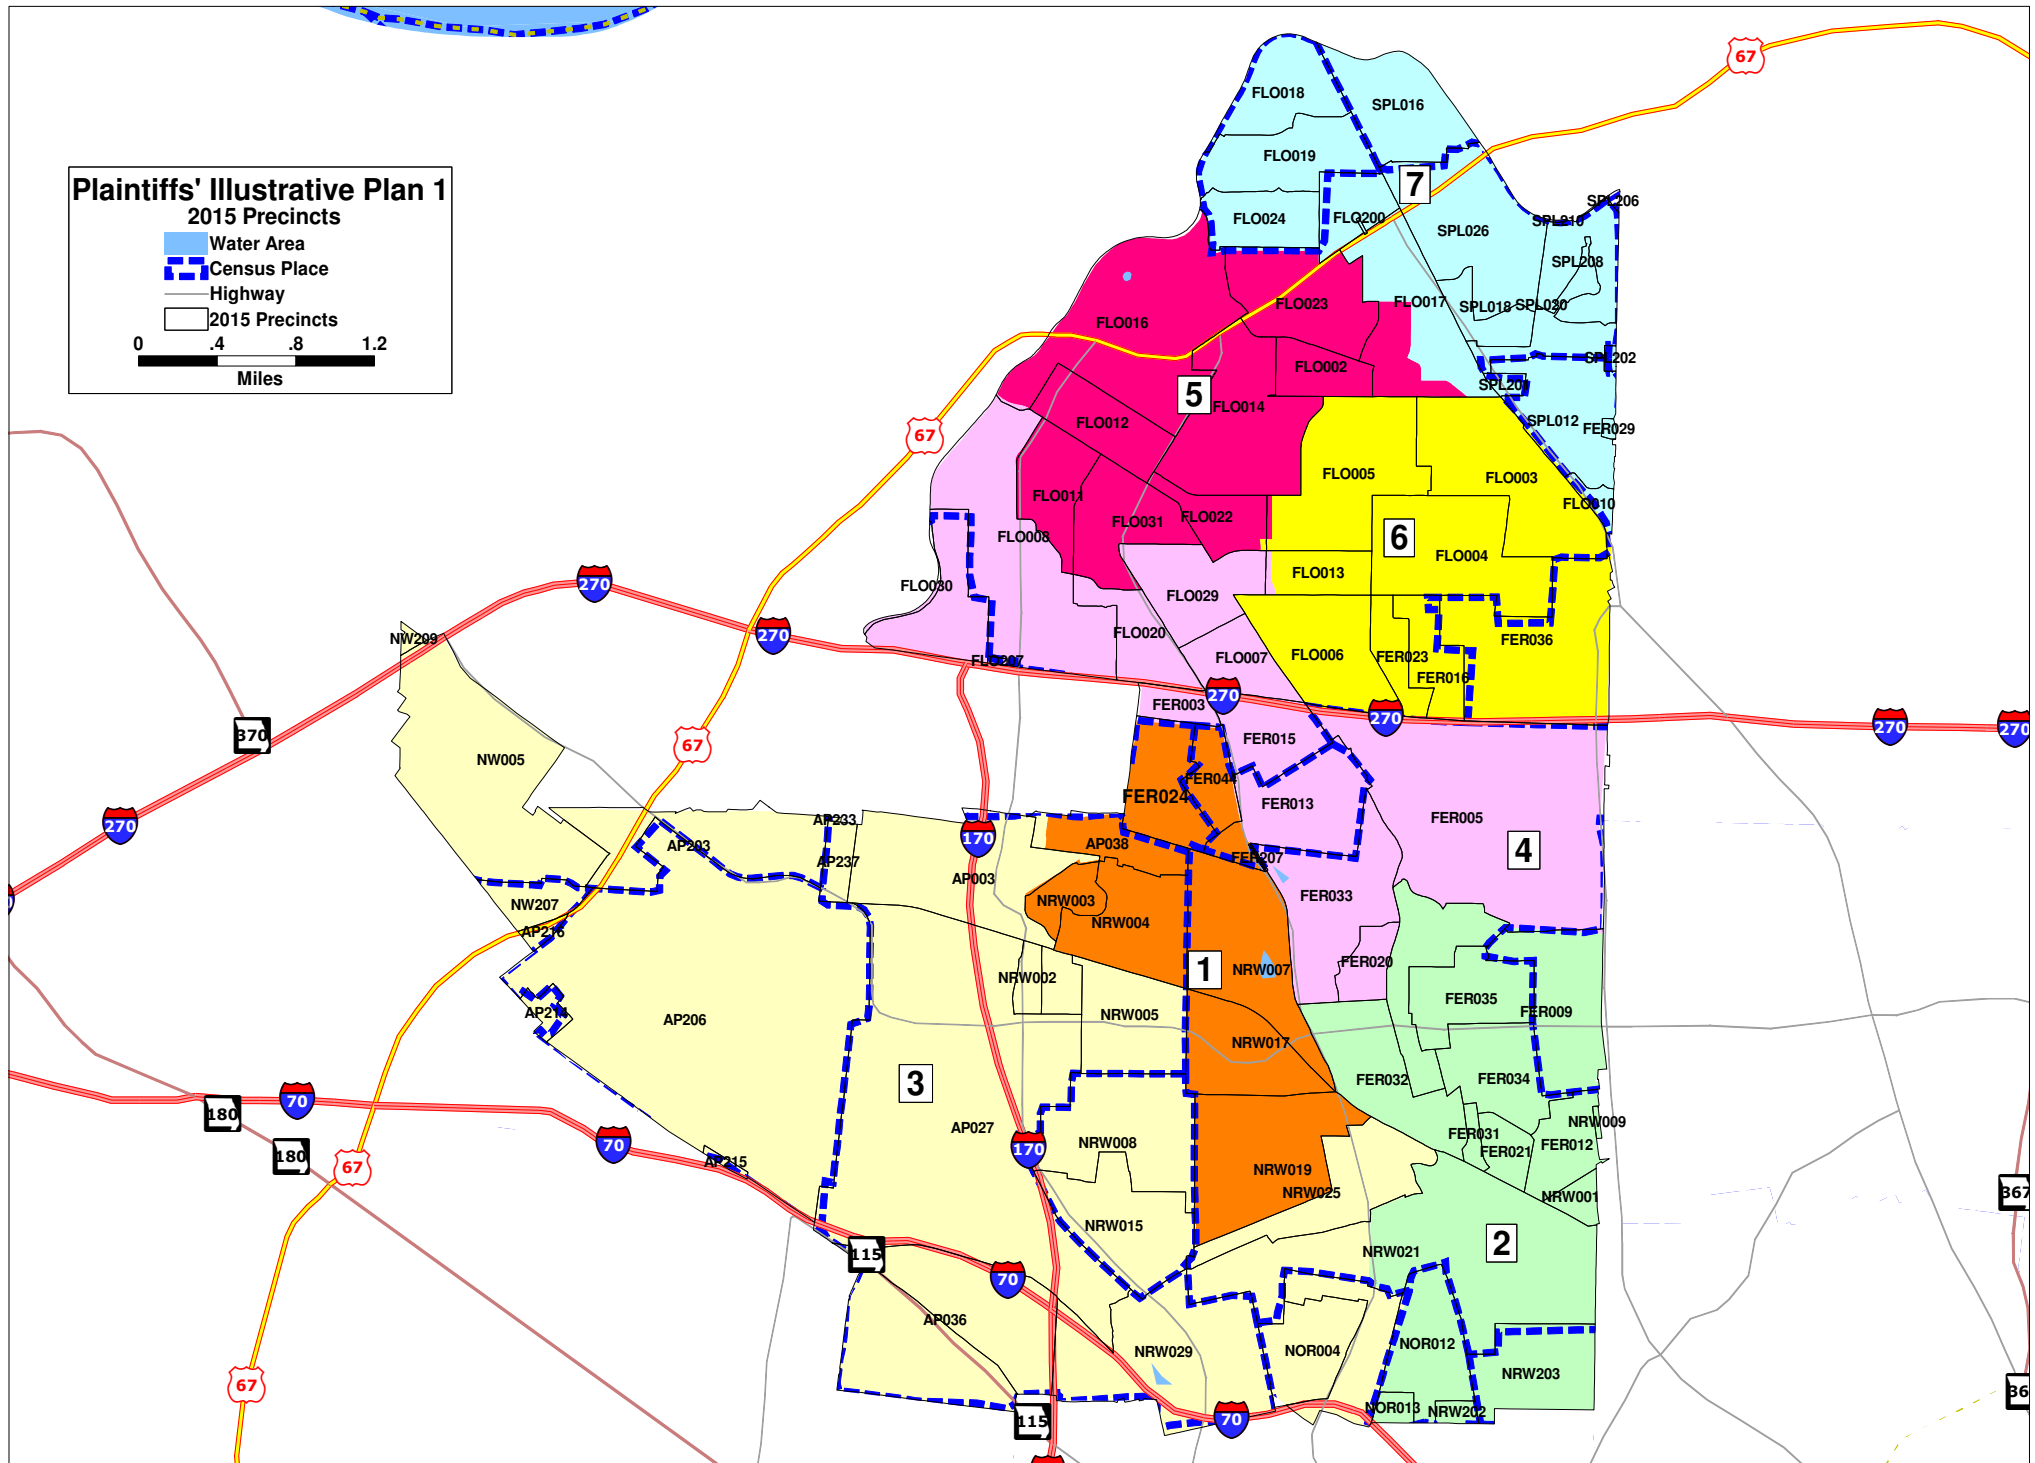 67
FLO018
SPL016
FLO019
Plaintiffs' Illustrative Plan 1
2015 Precincts
Water Area
Census Place
Highway
2015 Precincts
0 .4 .8 1.2
Miles
7
SPL206
FLO024
FLO200
SPL210
SPL026
SPL208
FLO023
FLO017
SPL018
SPL020
FLO016
FLO002
SPL202
SPL201
5
FLO014
FLO012
SPL012
FER029
67
FLO005
FLO003
FLO011
FLO010
FLO031
FLO022
FLO008
6
FLO004
FLO013
270
FLO030
FLO029
NW209
270
FLO020
FER036
FLO207
FLO007
FLO006
FER023
FER016
270
FER003
270
270
270
370
67
FER015
NW005
FER044
FER024
FER013
FER005
270
AP233
170
AP203
AP038
4
AP237
FER207
AP003
NRW003
FER033
NW207
NRW004
AP216
FER020
1
NRW007
NRW002
FER035
AP214
AP206
NRW005
FER009
NRW017
3
FER032
FER034
180
70
AP027
NRW009
70
170
NRW008
FER031
FER012
FER021
180
67
AP215
NRW019
NRW025
NRW001
367
NRW015
115
NRW021
2
70
AP036
NOR012
NRW029
NOR004
NRW203
67
NOR013
NRW202
115
70
36